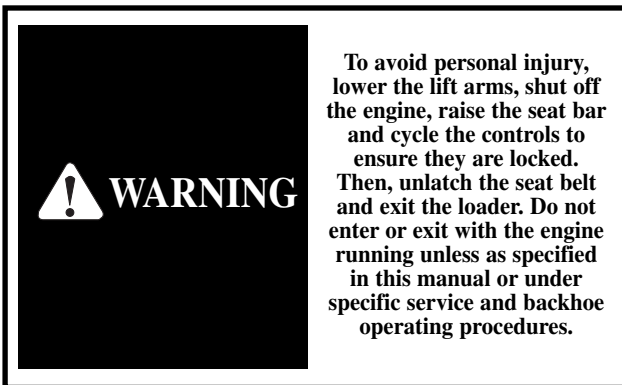 WARNING
To avoid personal injury,
lower the lift arms, shut off
the engine, raise the seat bar
and cycle the controls to
ensure they are locked.
Then, unlatch the seat belt
and exit the loader. Do not
enter or exit with the engine
running unless as specified
in this manual or under
specific service and backhoe
operating procedures.